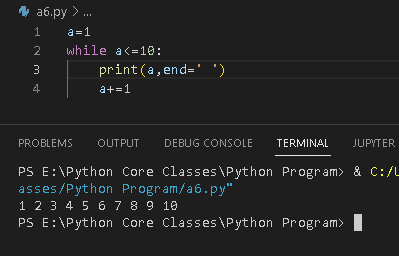 a6.py > ...
1 a=1
2 while a<=10:
3 print(a,end=' ')
4 a+=1
PROBLEMS OUTPUT DEBUG CONSOLE TERMINAL JUPYTER
PS E:\Python Core Classes\Python Program> & C:/U
asses/Python Program/a6.py"
1 2 3 4 5 6 7 8 9 10
PS E:\Python Core Classes\Python Program>